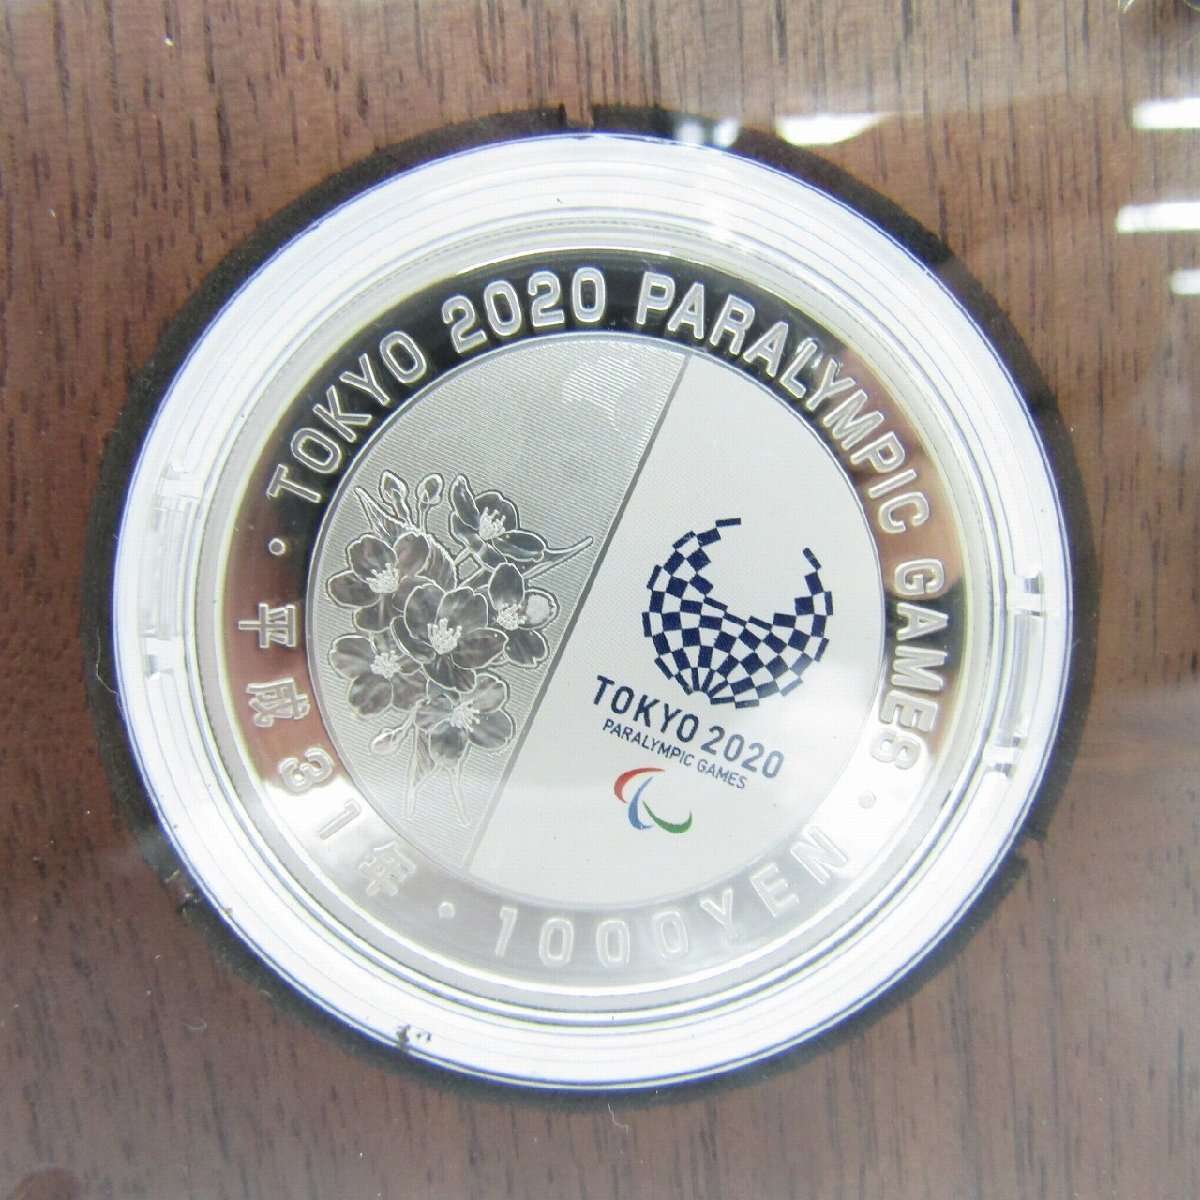 TOKYO 2020 PARALYMPIC GAMES
平成31年・1000YEN
TOKYO 2020
PARALYMPIC GAMES